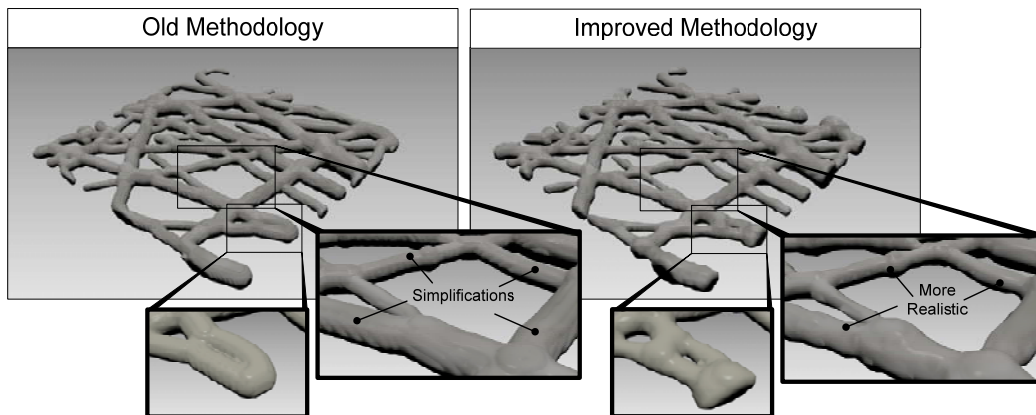 Old Methodology
Improved Methodology
Simplifications
More
Realistic